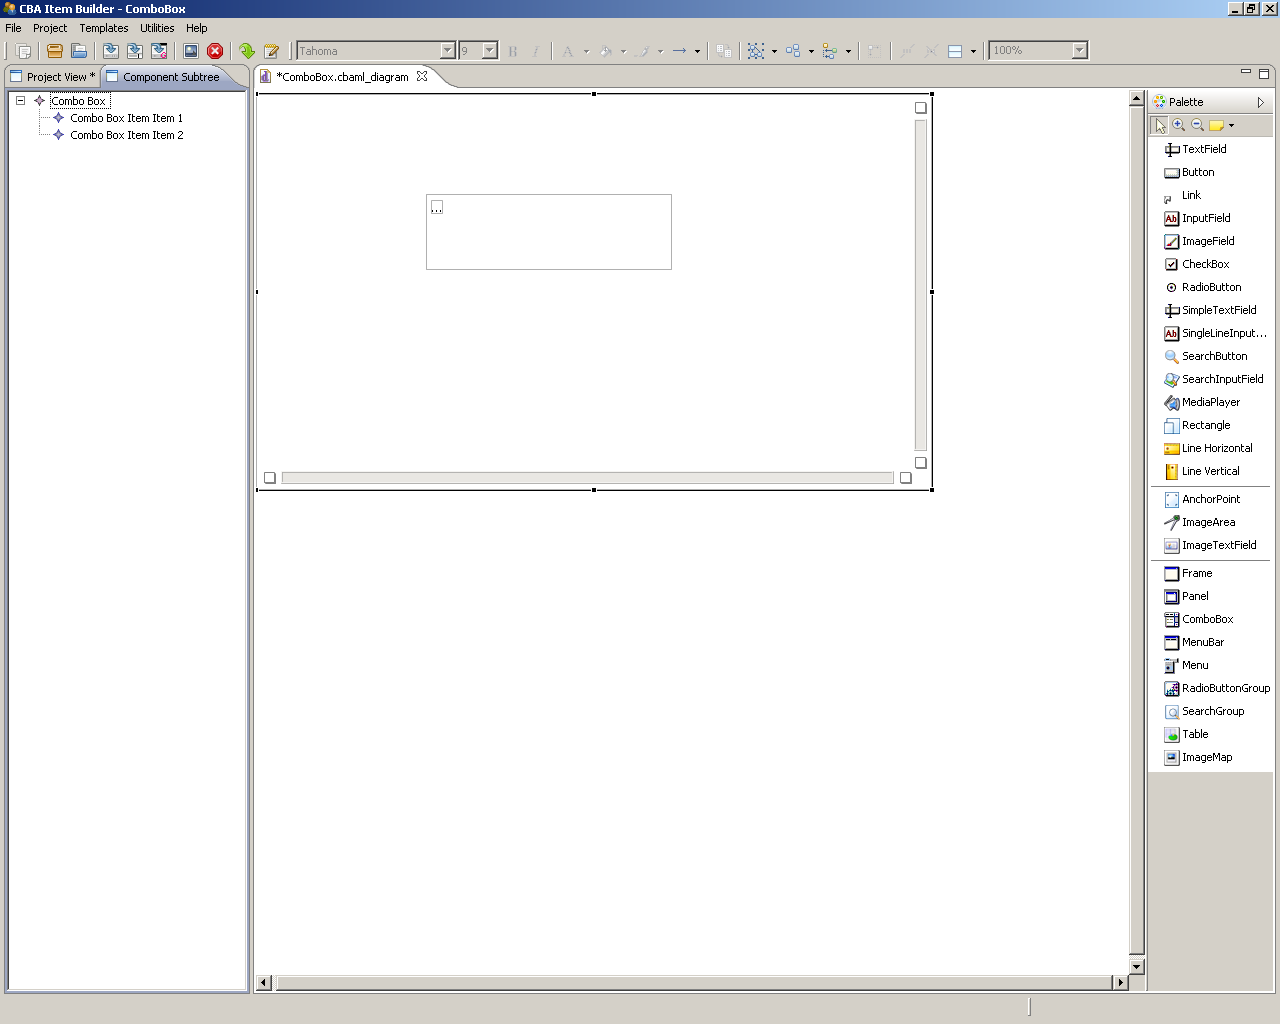 CBA Item Builder - ComboBox
File Project Templates Utilities Help
Tahoma 9 B I A 100%
Project View * Component Subtree *ComboBox.cbaml_diagram
Combo Box
Combo Box Item Item 1
Combo Box Item Item 2
...
Palette
TextField
Button
Link
InputField
ImageField
CheckBox
RadioButton
SimpleTextField
SingleLineInput...
SearchButton
SearchInputField
MediaPlayer
Rectangle
Line Horizontal
Line Vertical
AnchorPoint
ImageArea
ImageTextField
Frame
Panel
ComboBox
MenuBar
Menu
RadioButtonGroup
SearchGroup
Table
ImageMap